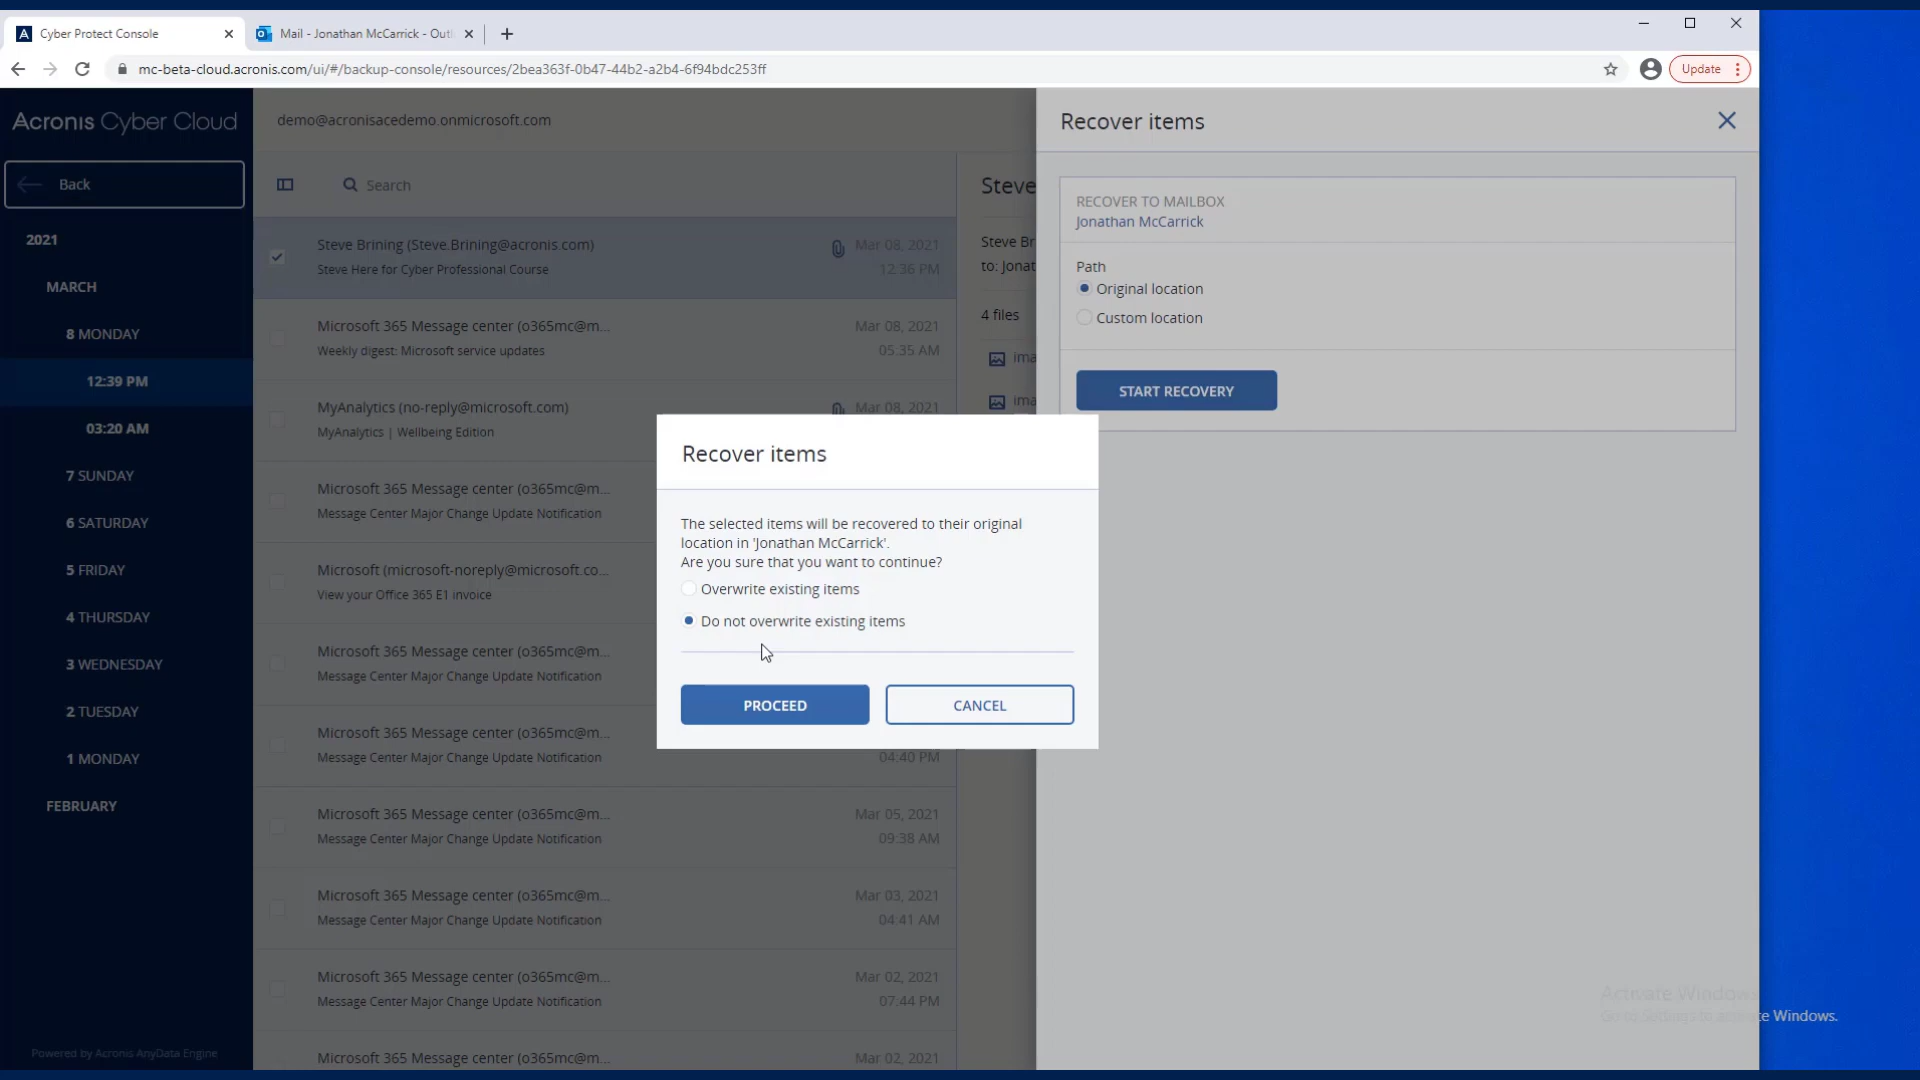 Cyber Protect Console
Mail - Jonathan McCarrick - Outl
mc-beta-cloud.acronis.com/ui/#/backup-console/resources/2bea363f-0b47-44b2-a2b4-6f94bdc253ff
Update
Acronis Cyber Cloud
Back
2021
MARCH
8 MONDAY
12:39 PM
03:20 AM
7 SUNDAY
6 SATURDAY
5 FRIDAY
4 THURSDAY
3 WEDNESDAY
2 TUESDAY
1 MONDAY
FEBRUARY
Powered by Acronis AnyData Engine
demo@acronisacedemo.onmicrosoft.com
Search
Steve Brining (Steve.Brining@acronis.com)
Mar 08, 2021
Steve Here for Cyber Professional Course
12:36 PM
Microsoft 365 Message center (o365mc@m...
Mar 08, 2021
Weekly digest: Microsoft service updates
05:35 AM
MyAnalytics (no-reply@microsoft.com)
Mar 08, 2021
MyAnalytics | Wellbeing Edition
Microsoft 365 Message center (o365mc@m...
Message Center Major Change Update Notification
Microsoft (microsoft-noreply@microsoft.co...
View your Office 365 E1 invoice
Microsoft 365 Message center (o365mc@m...
Message Center Major Change Update Notification
Microsoft 365 Message center (o365mc@m...
Message Center Major Change Update Notification
04:40 PM
Microsoft 365 Message center (o365mc@m...
Mar 05, 2021
Message Center Major Change Update Notification
09:38 AM
Microsoft 365 Message center (o365mc@m...
Mar 03, 2021
Message Center Major Change Update Notification
04:41 AM
Microsoft 365 Message center (o365mc@m...
Mar 02, 2021
Message Center Major Change Update Notification
07:44 PM
Microsoft 365 Message center (o365mc@m...
Mar 02, 2021
Steve
Steve Br
to: Jonat
4 files
ima
ima
Recover items
RECOVER TO MAILBOX
Jonathan McCarrick
Path
Original location
Custom location
START RECOVERY
Recover items
The selected items will be recovered to their original
location in 'Jonathan McCarrick'.
Are you sure that you want to continue?
Overwrite existing items
Do not overwrite existing items
PROCEED
CANCEL
Activate Windows
Go to Settings to activate Windows.